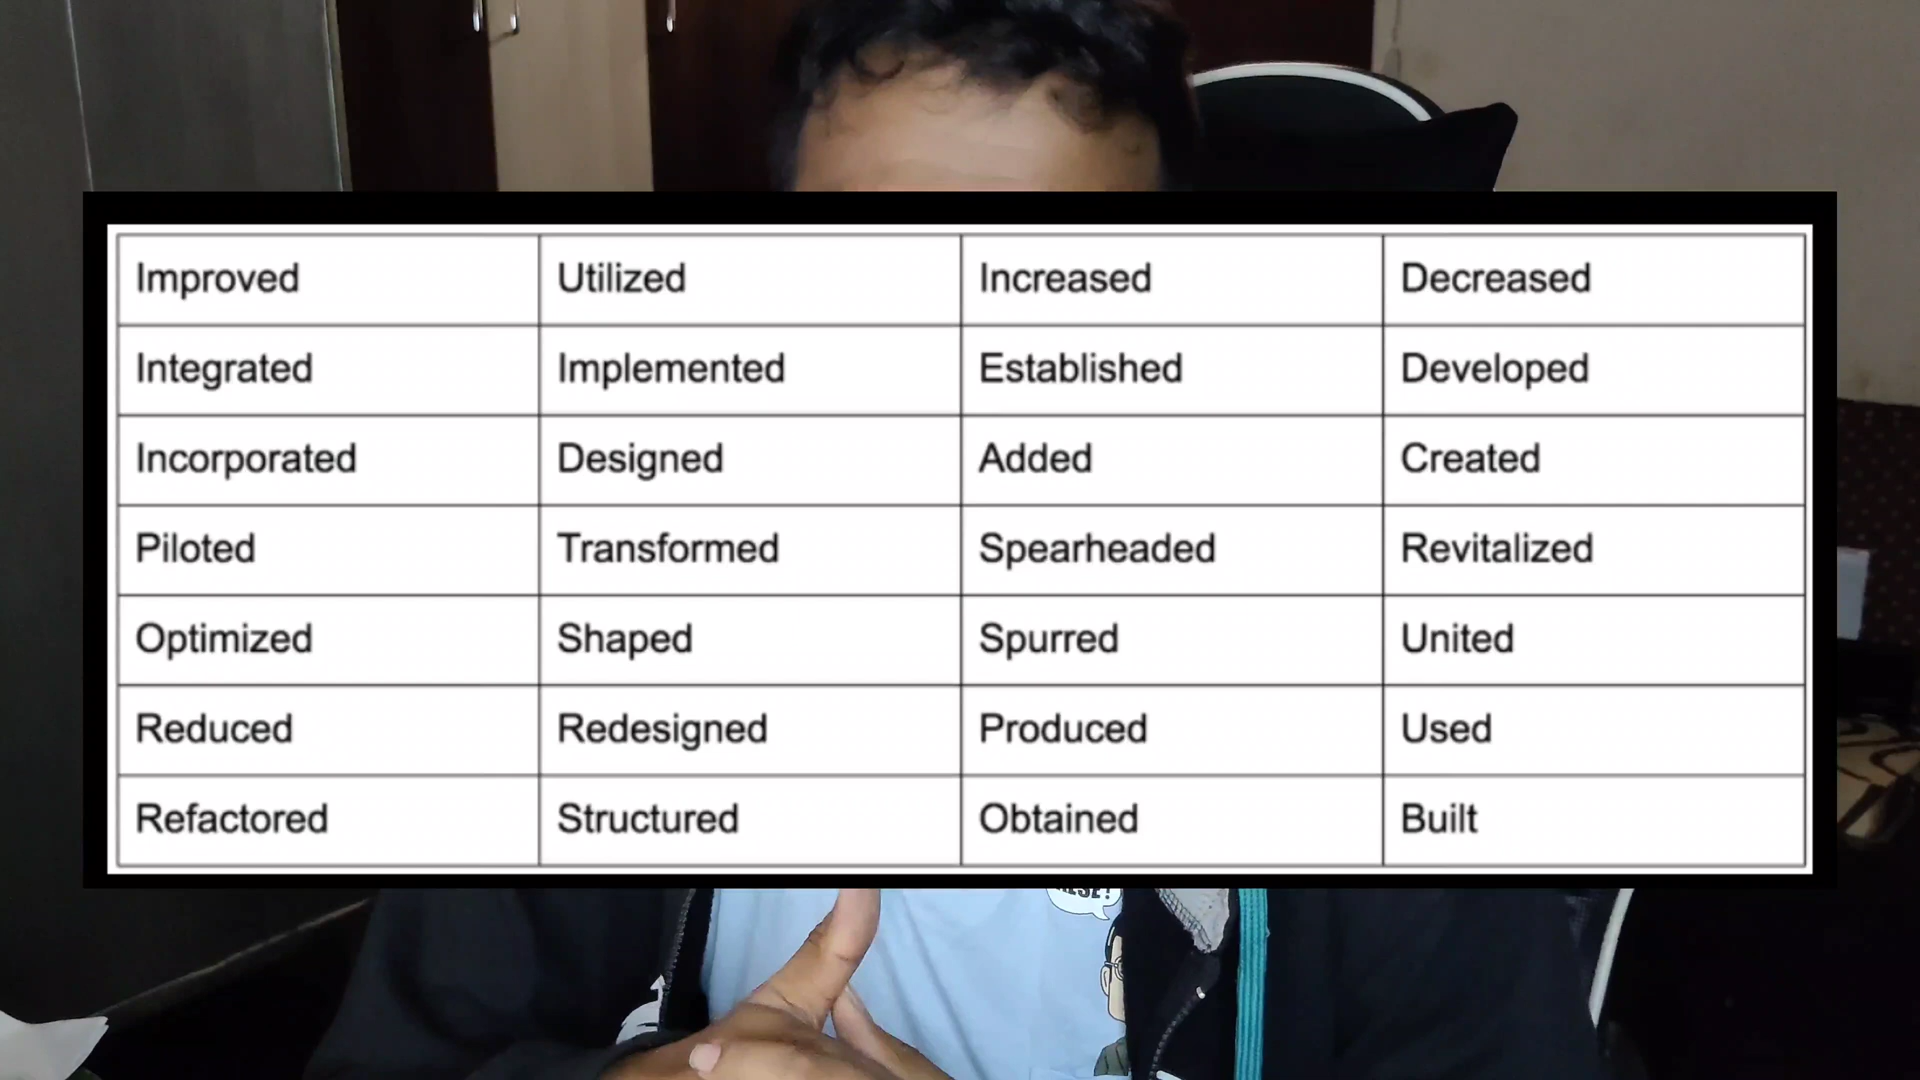 Improved Utilized Increased Decreased
Integrated Implemented Established Developed
Incorporated Designed Added Created
Piloted Transformed Spearheaded Revitalized
Optimized Shaped Spurred United
Reduced Redesigned Produced Used
Refactored Structured Obtained Built